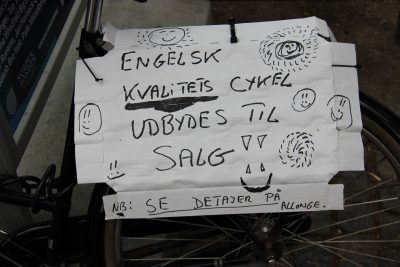 ENGELSK
KVALITETS CYKEL
UDBYDES TIL
SALG
NB: SE DETAJER PÅ ALLONGE.